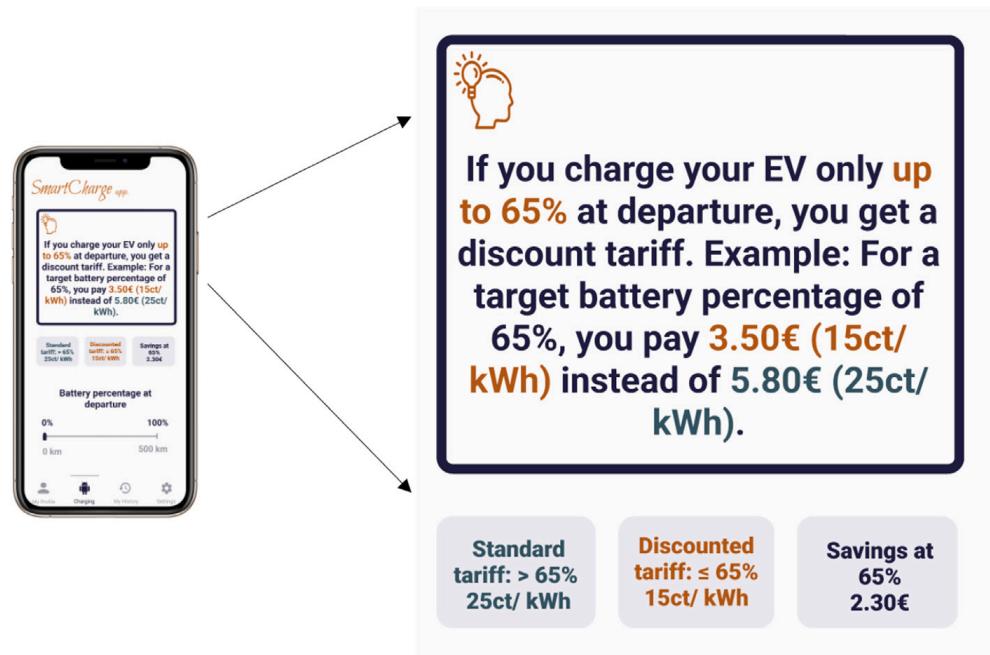 SmartCharge app.
If you charge your EV only up
to 65% at departure, you get a
discount tariff. Example: For a
target battery percentage of
65%, you pay 3.50€ (15ct/
kWh) instead of 5.80€ (25ct/
kWh).
Standard
tariff: > 65%
25ct/ kWh
Discounted
tariff: ≤ 65%
15ct/ kWh
Savings at
65%
2.30€
Battery percentage at
departure
0% 100%
0 km 500 km
My Profile Charging My History Settings
If you charge your EV only up
to 65% at departure, you get a
discount tariff. Example: For a
target battery percentage of
65%, you pay 3.50€ (15ct/
kWh) instead of 5.80€ (25ct/
kWh).
Standard
tariff: > 65%
25ct/ kWh
Discounted
tariff: ≤ 65%
15ct/ kWh
Savings at
65%
2.30€